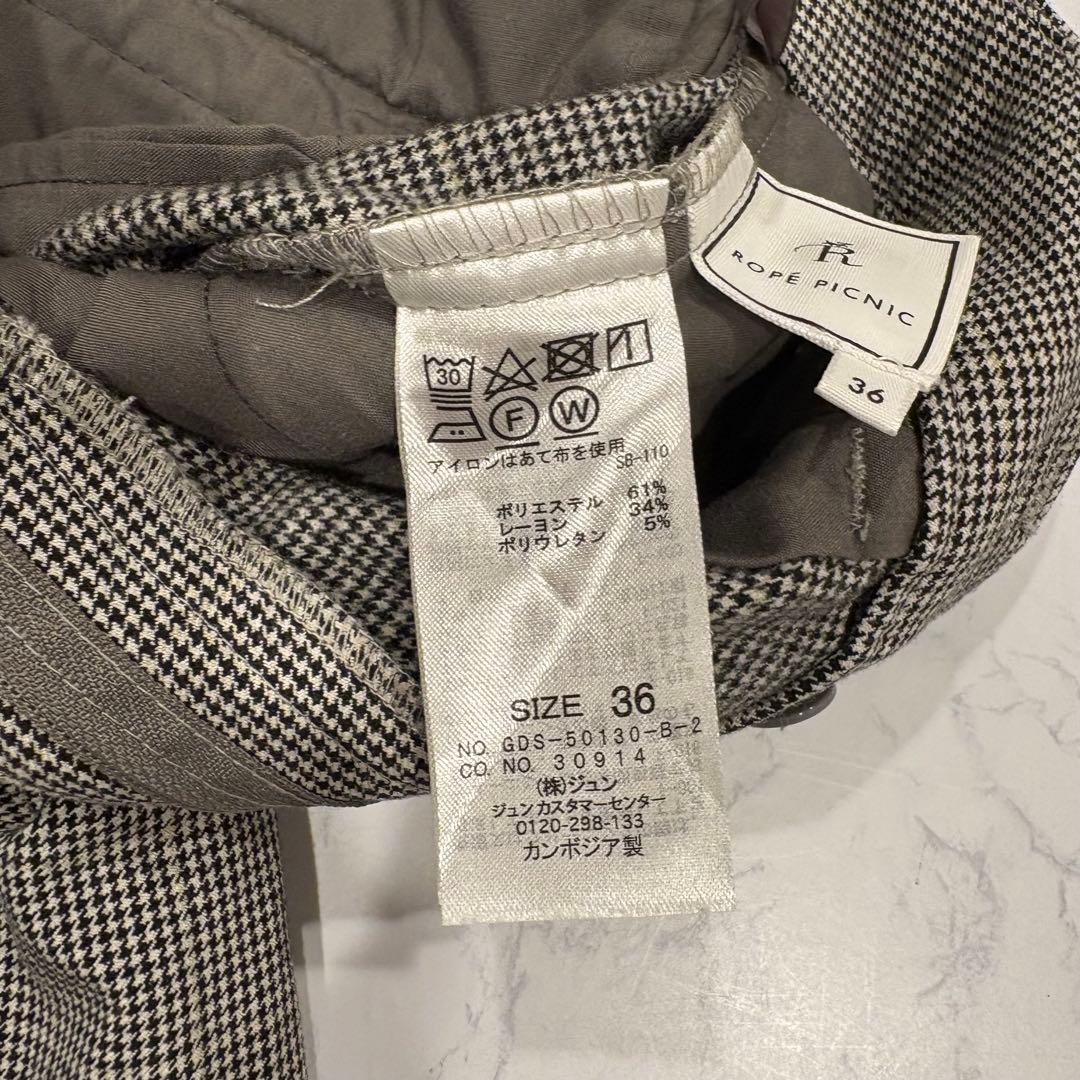 R
ROPÉ PICNIC
36
30
F W
アイロンはあて布を使用
SB-110
ポリエステル 61%
レーヨン 34%
ポリウレタン 5%
SIZE 36
NO. GDS-50130-B-2
CO. NO. 30914
(株)ジュン
ジュンカスタマーセンター
0120-298-133
カンボジア製